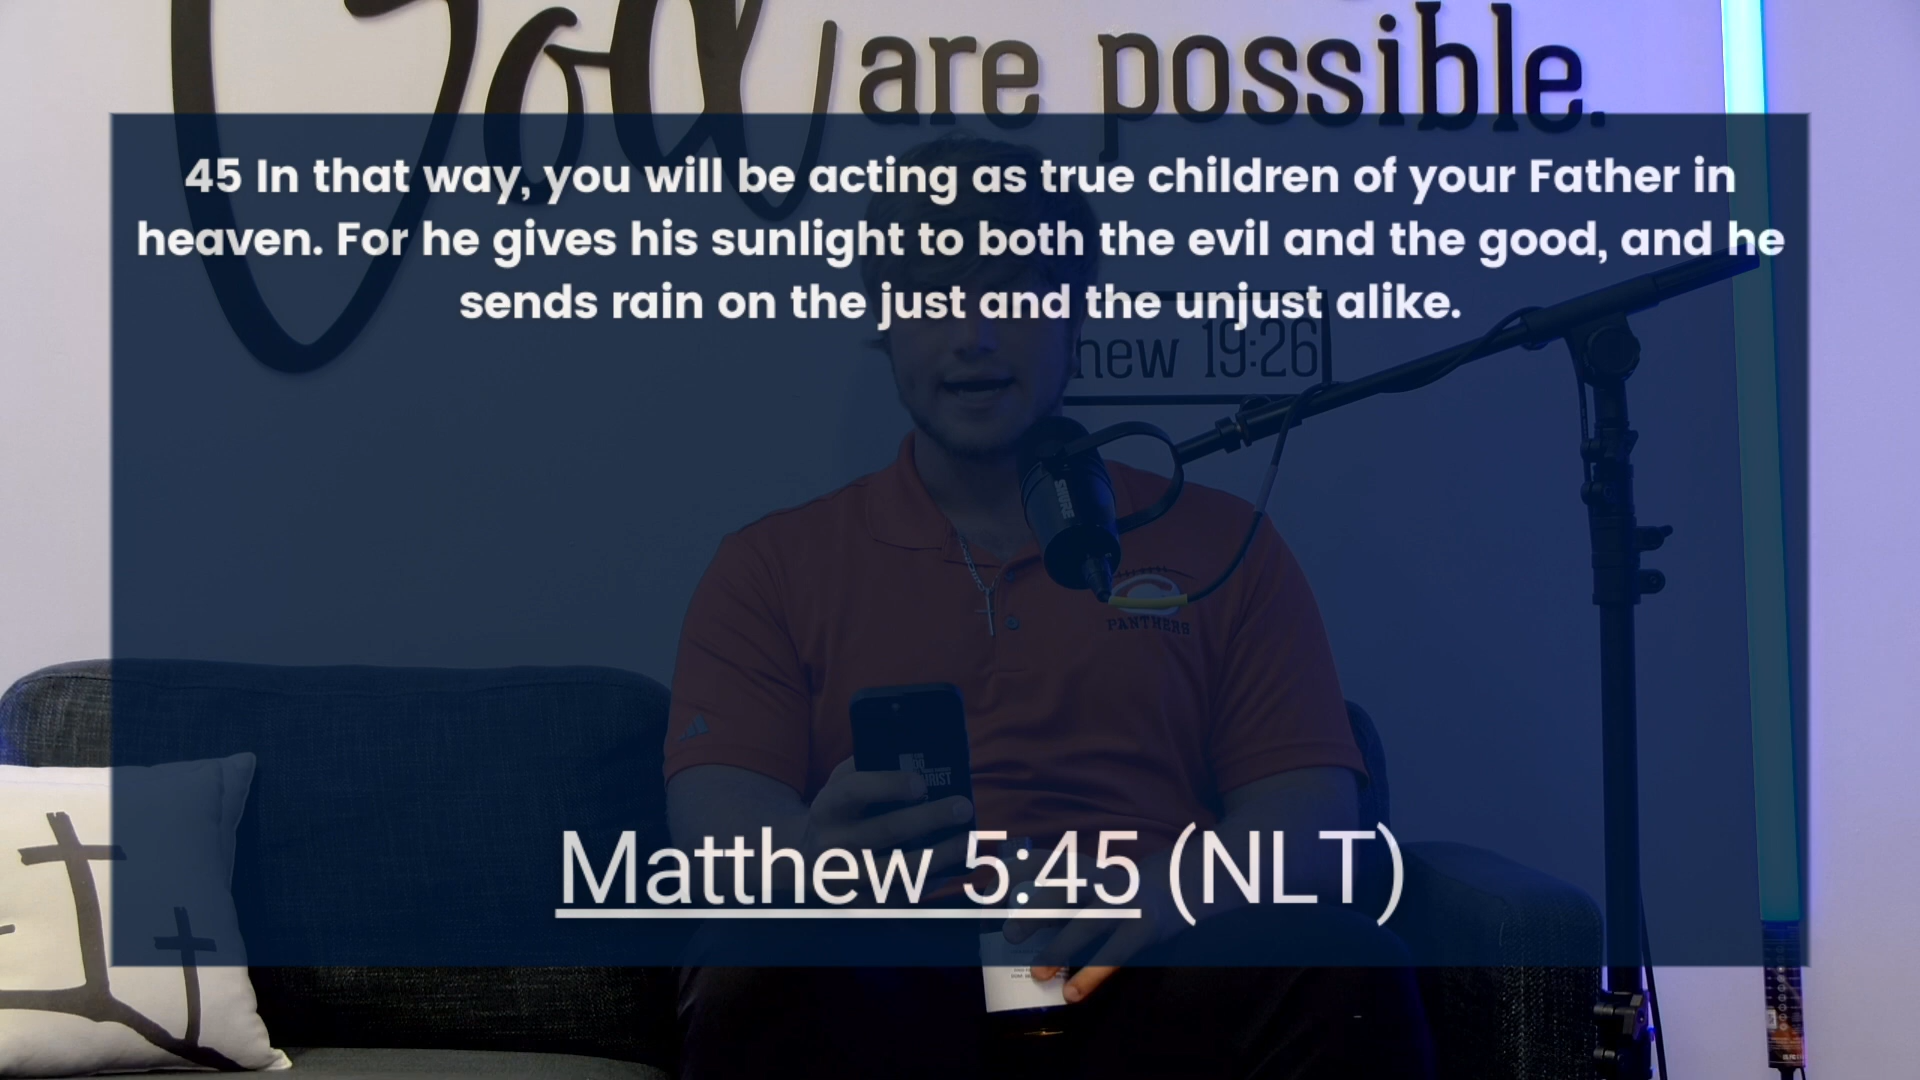 God are possible.
45 In that way, you will be acting as true children of your Father in
heaven. For he gives his sunlight to both the evil and the good, and he
sends rain on the just and the unjust alike.
hew 19:26
SHURE
PANTHERS
Matthew 5:45 (NLT)